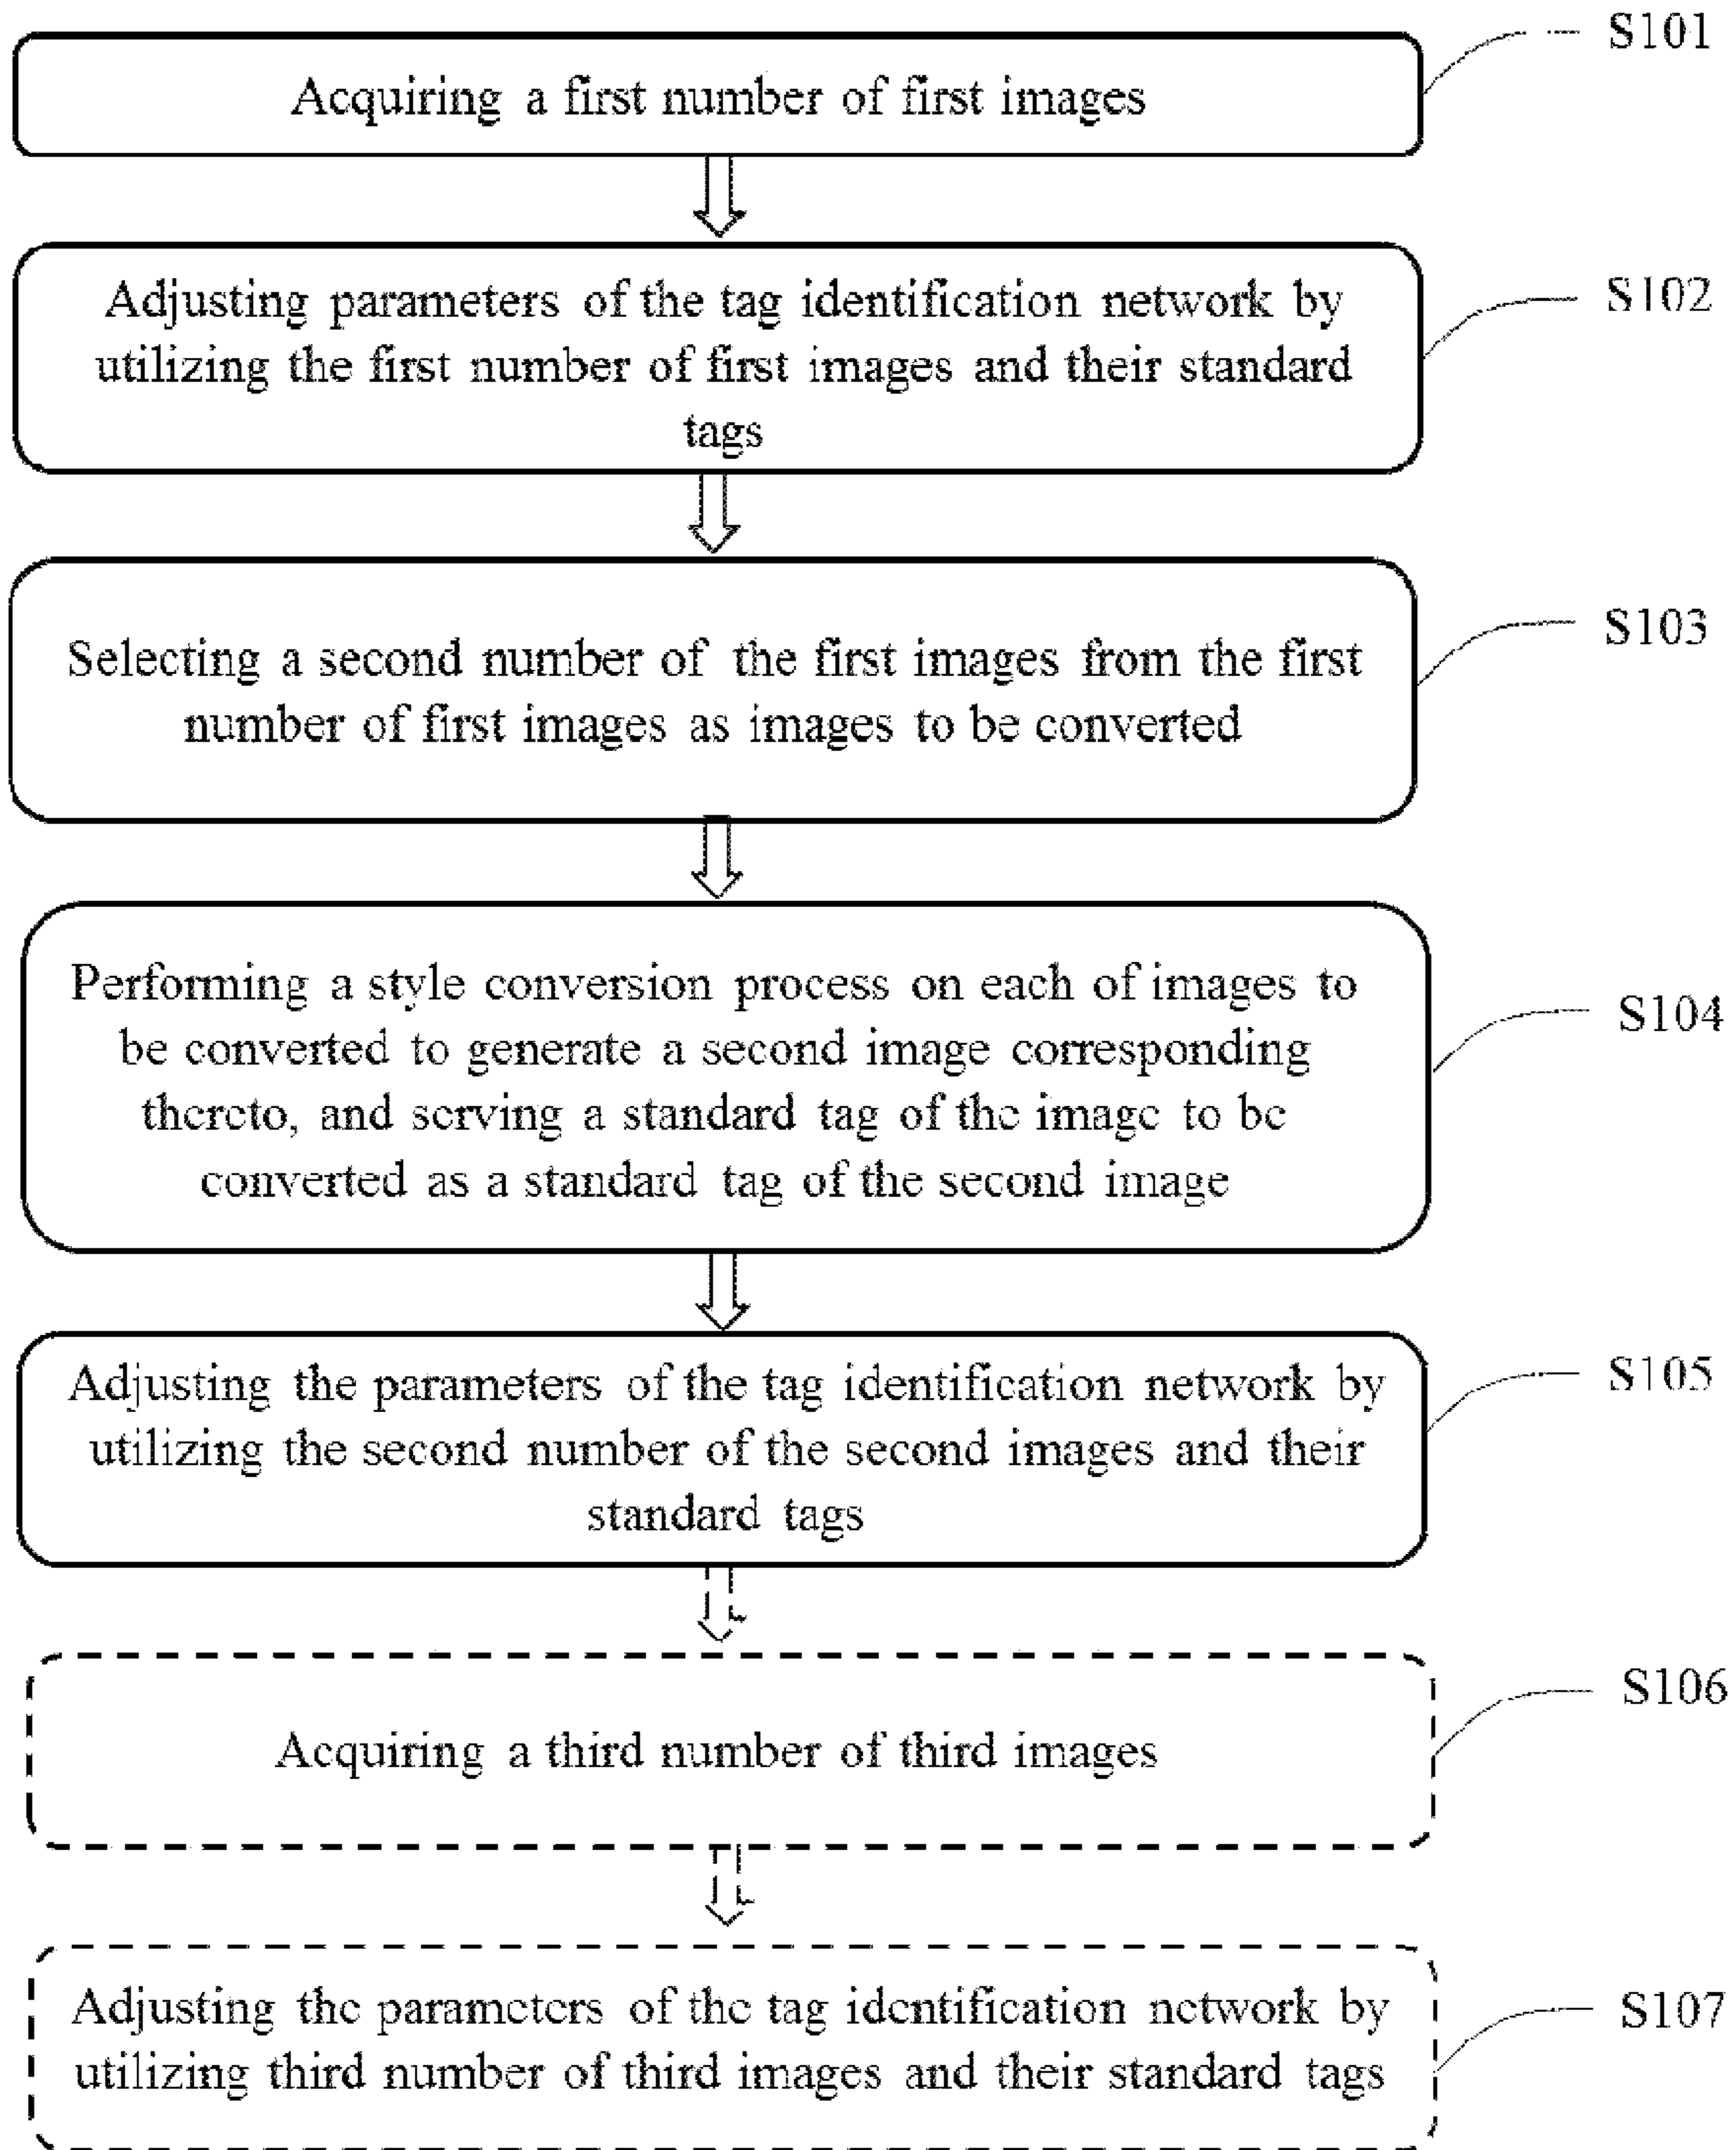 S101
Acquiring a first number of first images
S102
Adjusting parameters of the tag identification network by
utilizing the first number of first images and their standard
tags
S103
Selecting a second number of the first images from the first
number of first images as images to be converted
S104
Performing a style conversion process on each of images to
be converted to generate a second image corresponding
thereto, and serving a standard tag of the image to be
converted as a standard tag of the second image
S105
Adjusting the parameters of the tag identification network by
utilizing the second number of the second images and their
standard tags
S106
Acquiring a third number of third images
S107
Adjusting the parameters of the tag identification network by
utilizing third number of third images and their standard tags